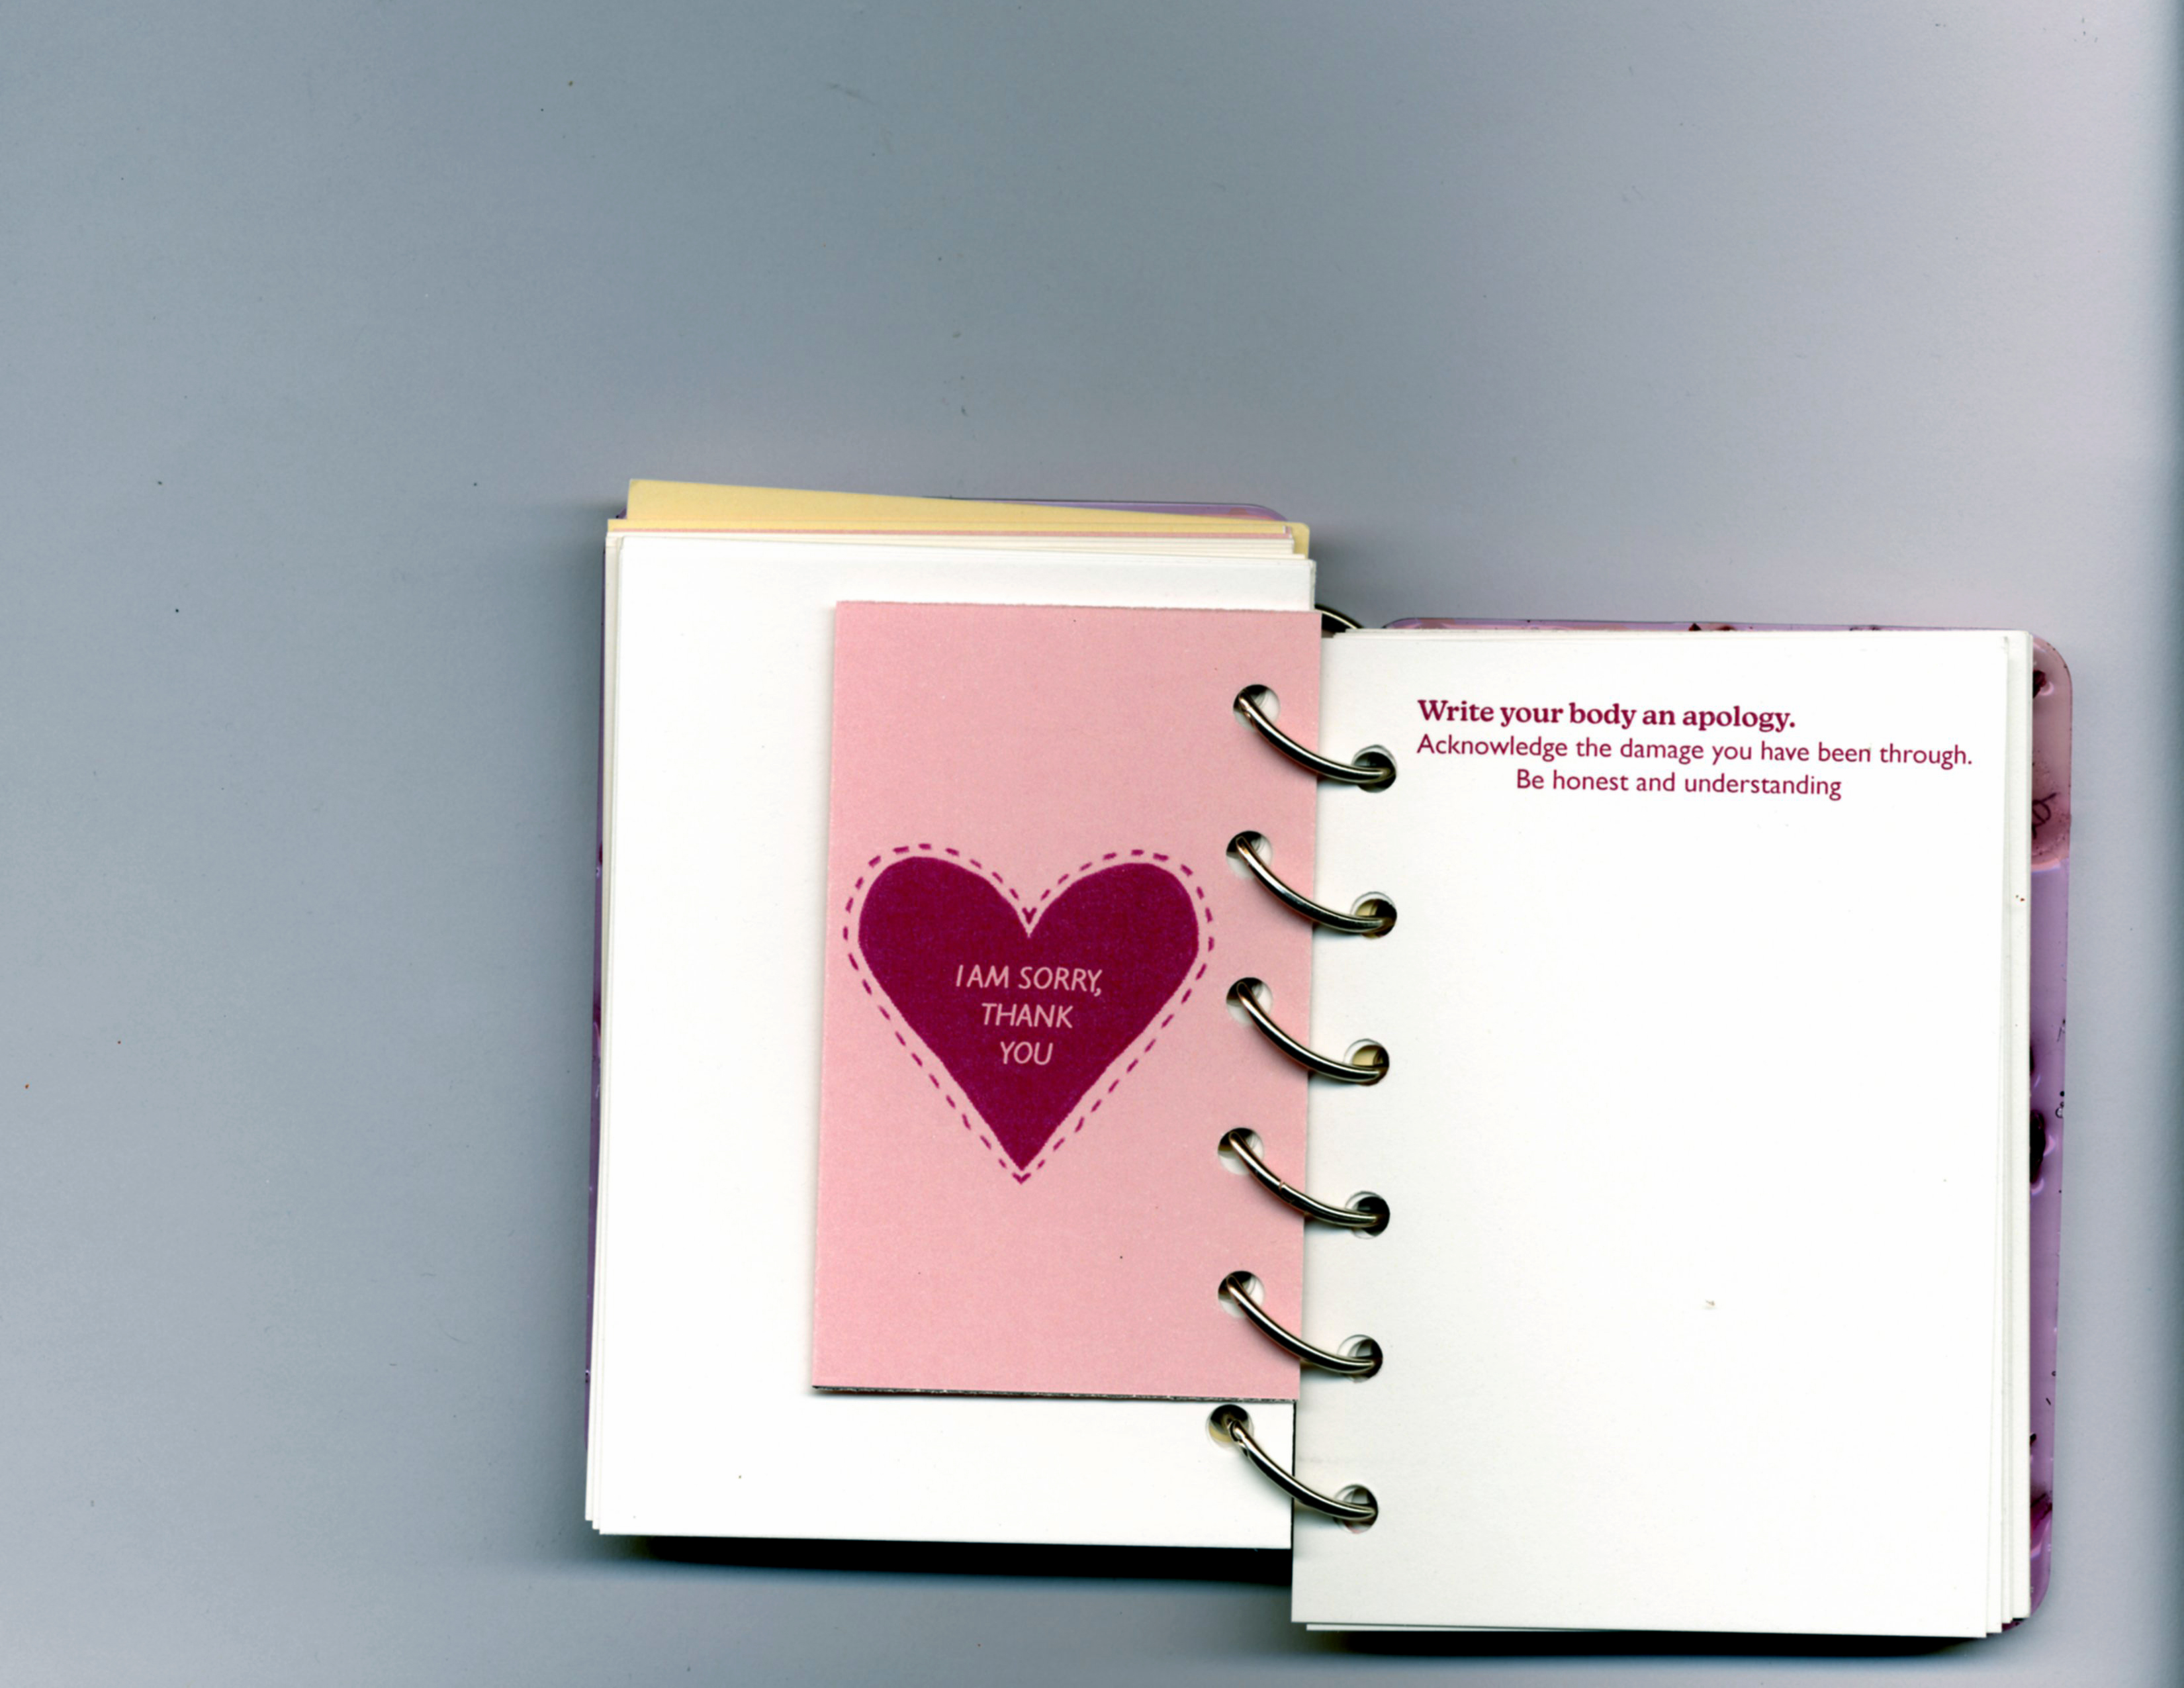 I AM SORRY,
THANK
YOU
Write your body an apology.
Acknowledge the damage you have been through.
Be honest and understanding